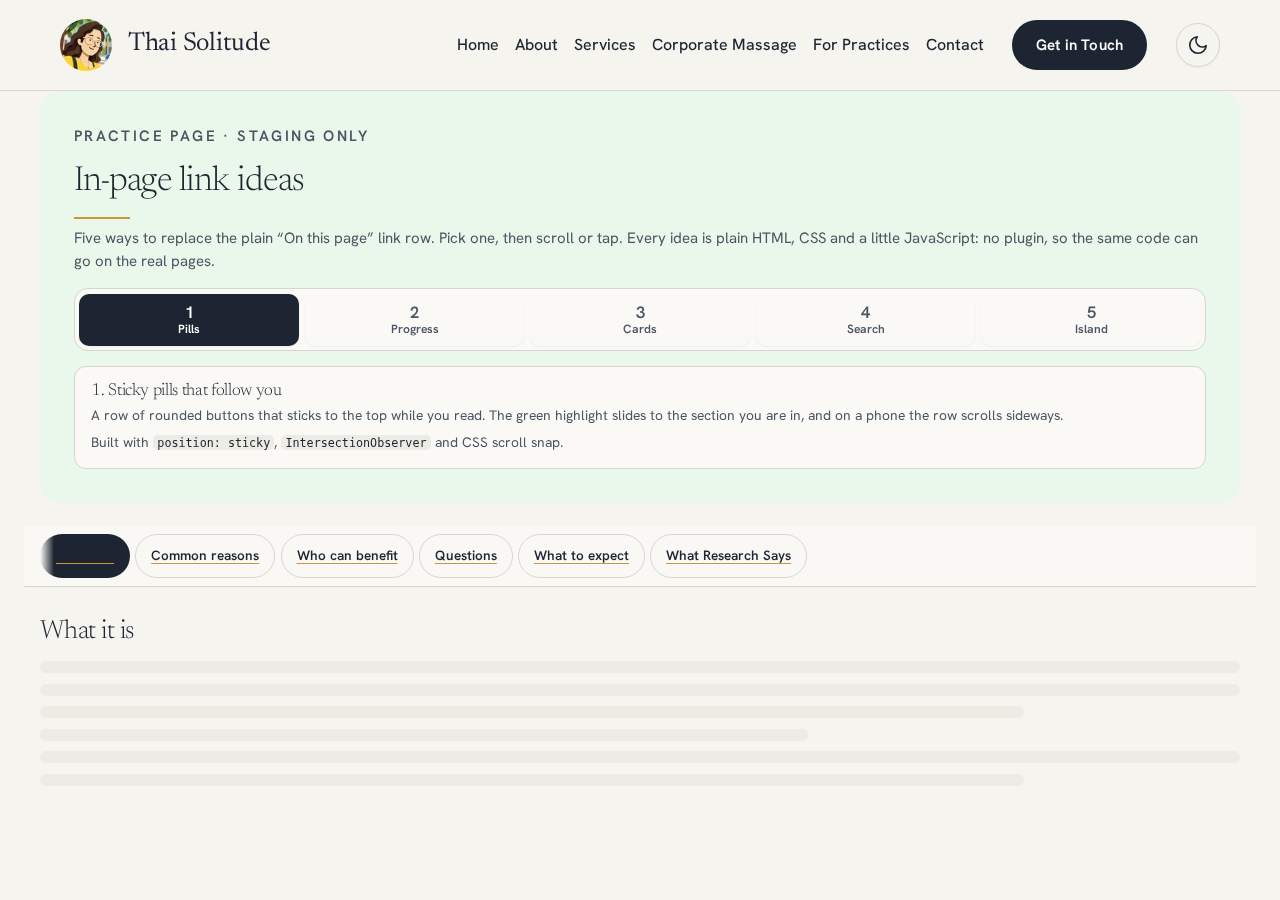 Thai Solitude
Home
About
Services
Corporate Massage
For Practices
Contact
Get in Touch
PRACTICE PAGE · STAGING ONLY
In-page link ideas
Five ways to replace the plain “On this page” link row. Pick one, then scroll or tap. Every idea is plain HTML, CSS and a little JavaScript: no plugin, so the same code can
go on the real pages.
1
Pills
2
Progress
3
Cards
4
Search
5
Island
1. Sticky pills that follow you
A row of rounded buttons that sticks to the top while you read. The green highlight slides to the section you are in, and on a phone the row scrolls sideways.
Built with position: sticky, IntersectionObserver and CSS scroll snap.
Common reasons
Who can benefit
Questions
What to expect
What Research Says
What it is